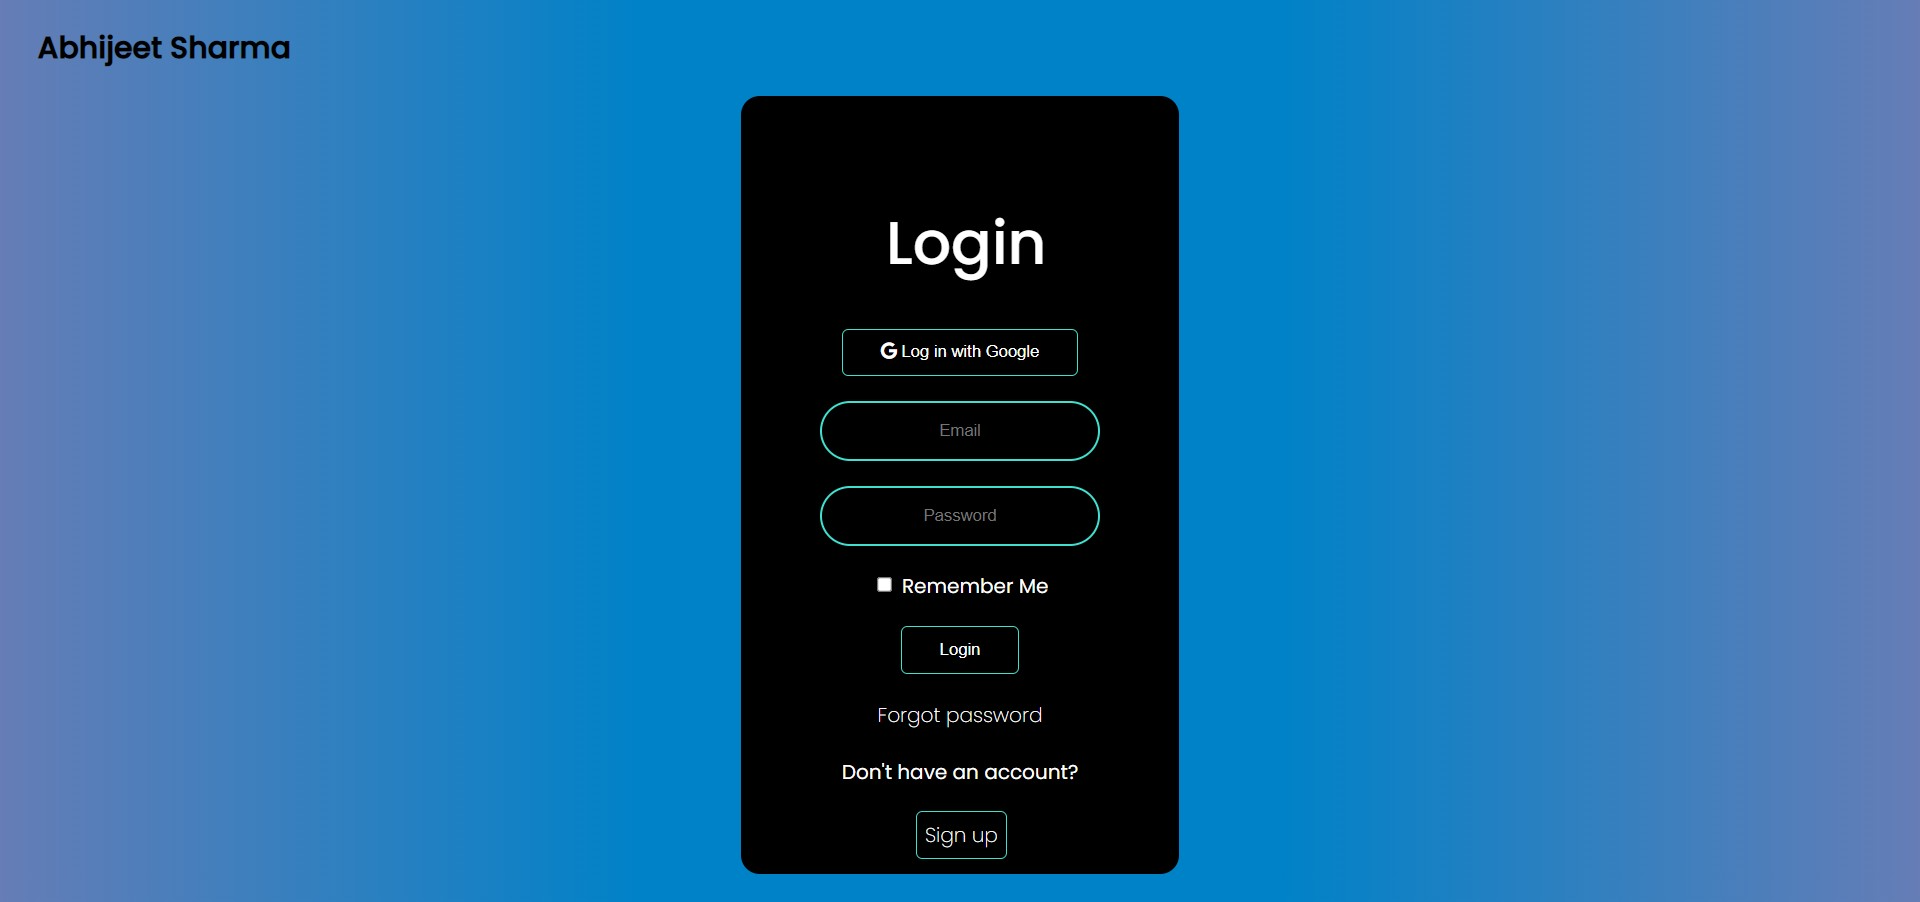 Abhijeet Sharma
Login
Log in with Google
Email
Password
Remember Me
Login
Forgot password
Don't have an account?
Sign up